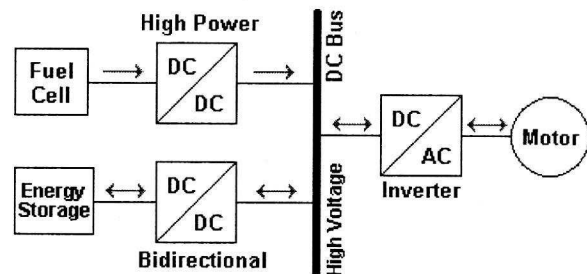 High Power
Fuel
Cell
DC
DC
DC Bus
DC
AC
Inverter
Motor
Energy
Storage
DC
DC
Bidirectional
High Voltage